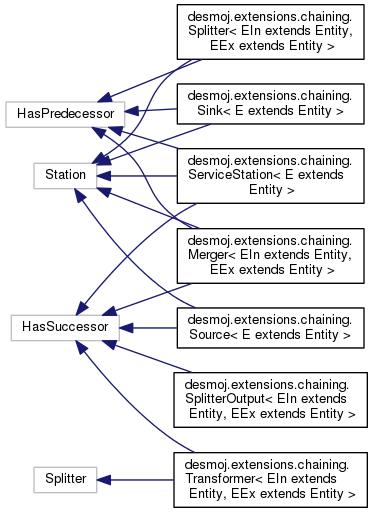 desmoj.extensions.chaining.
Splitter< EIn extends Entity,
EEx extends Entity >
desmoj.extensions.chaining.
Sink< E extends Entity >
HasPredecessor
desmoj.extensions.chaining.
ServiceStation< E extends
Entity >
Station
desmoj.extensions.chaining.
Merger< EIn extends Entity,
EEx extends Entity >
HasSuccessor
desmoj.extensions.chaining.
Source< E extends Entity >
desmoj.extensions.chaining.
SplitterOutput< EIn extends
Entity, EEx extends Entity >
Splitter
desmoj.extensions.chaining.
Transformer< EIn extends
Entity, EEx extends Entity >